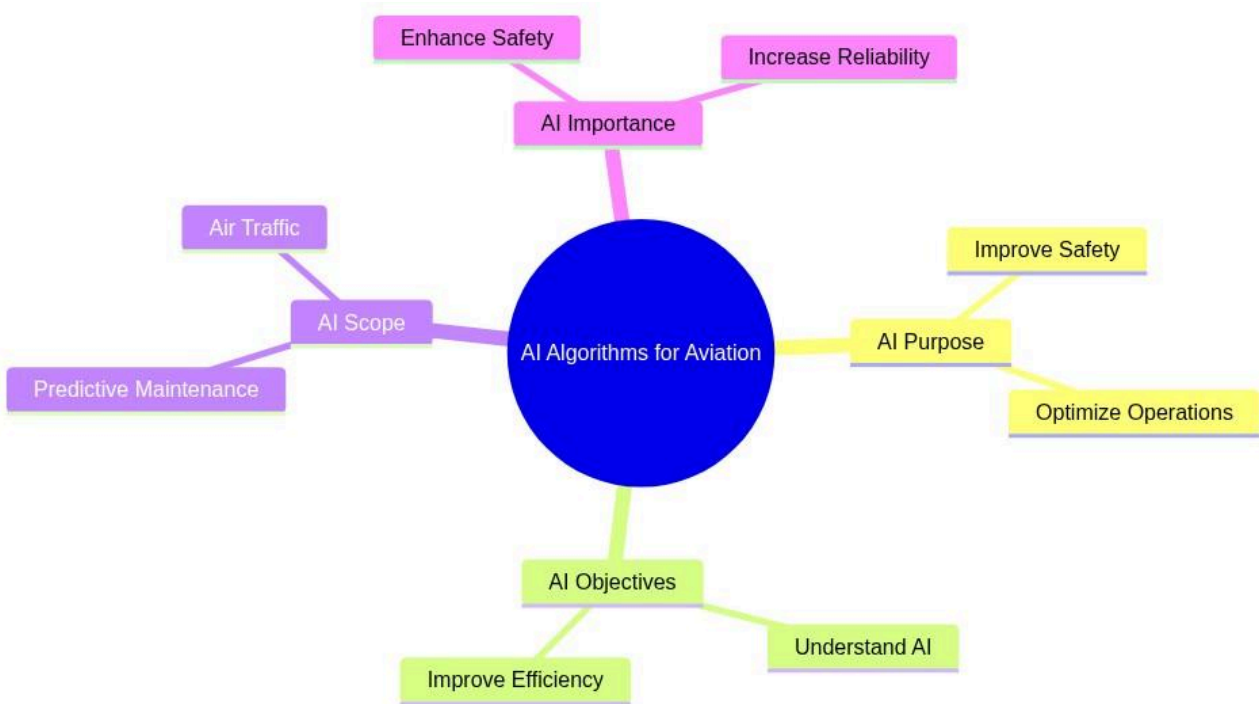 Enhance Safety
Increase Reliability
AI Importance
Air Traffic
Improve Safety
AI Scope
AI Algorithms for Aviation
AI Purpose
Predictive Maintenance
Optimize Operations
AI Objectives
Understand AI
Improve Efficiency